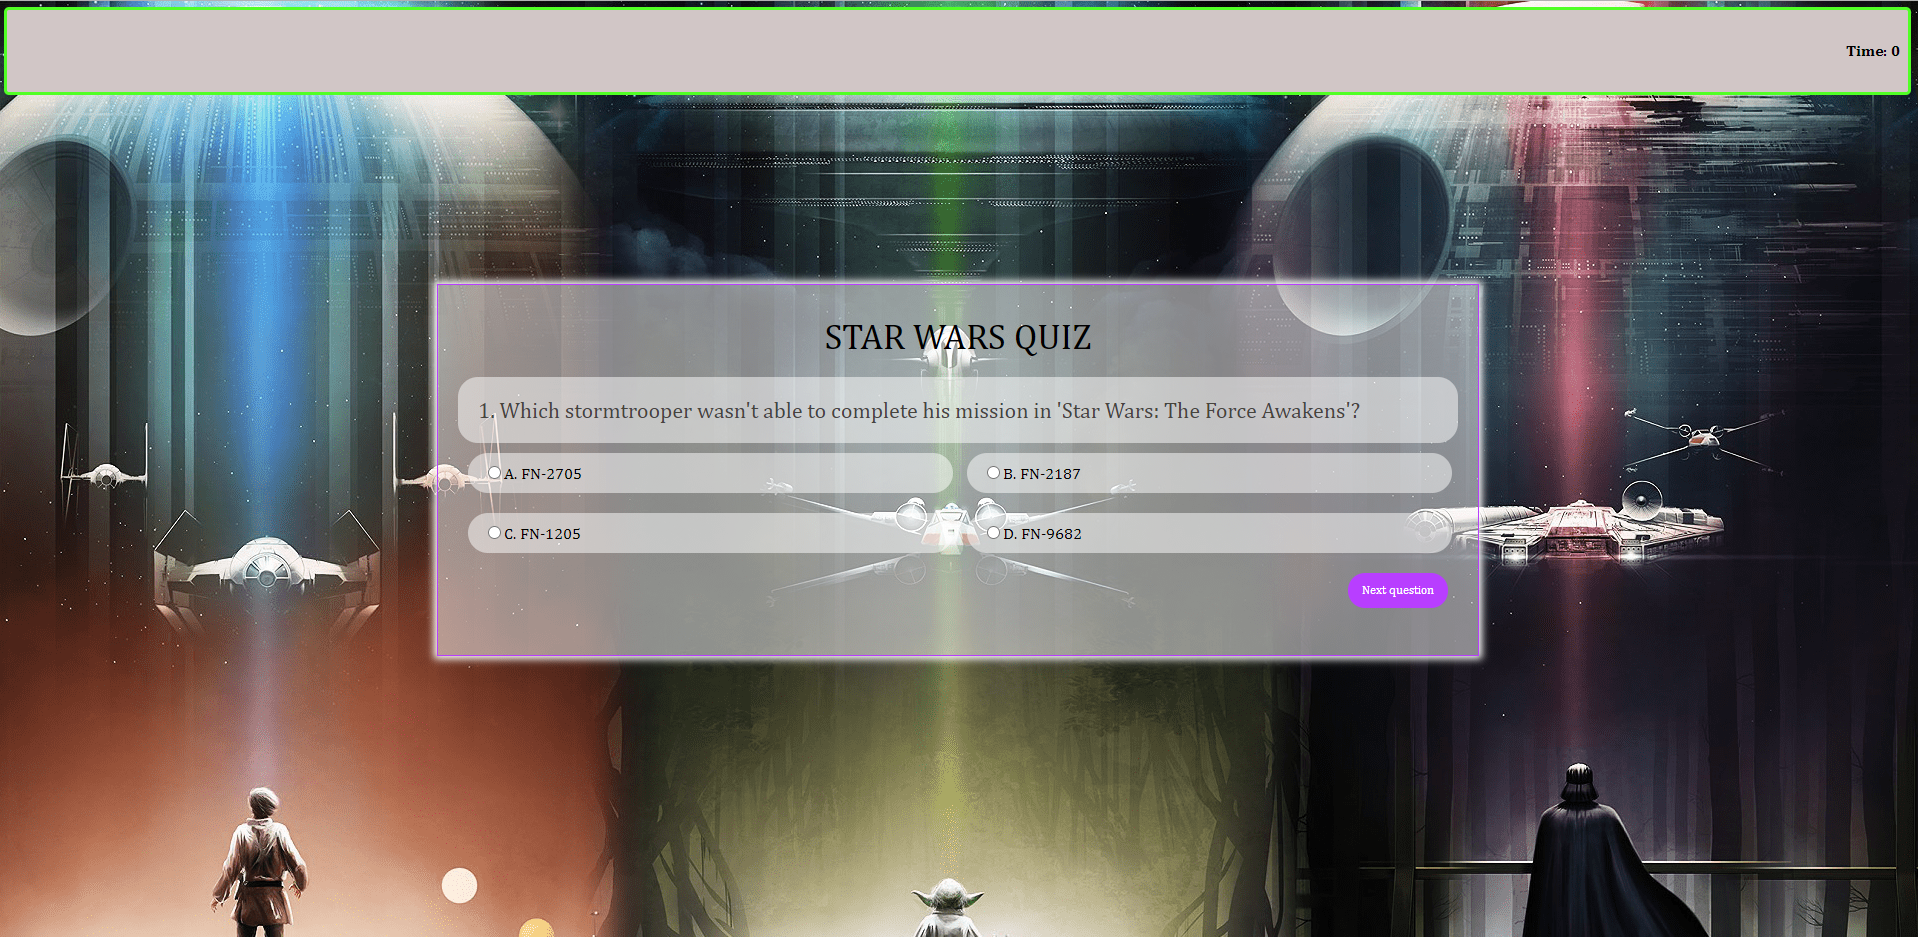 Time: 0
STAR WARS QUIZ
1. Which stormtrooper wasn't able to complete his mission in 'Star Wars: The Force Awakens'?
A. FN-2705
B. FN-2187
C. FN-1205
D. FN-9682
Next question